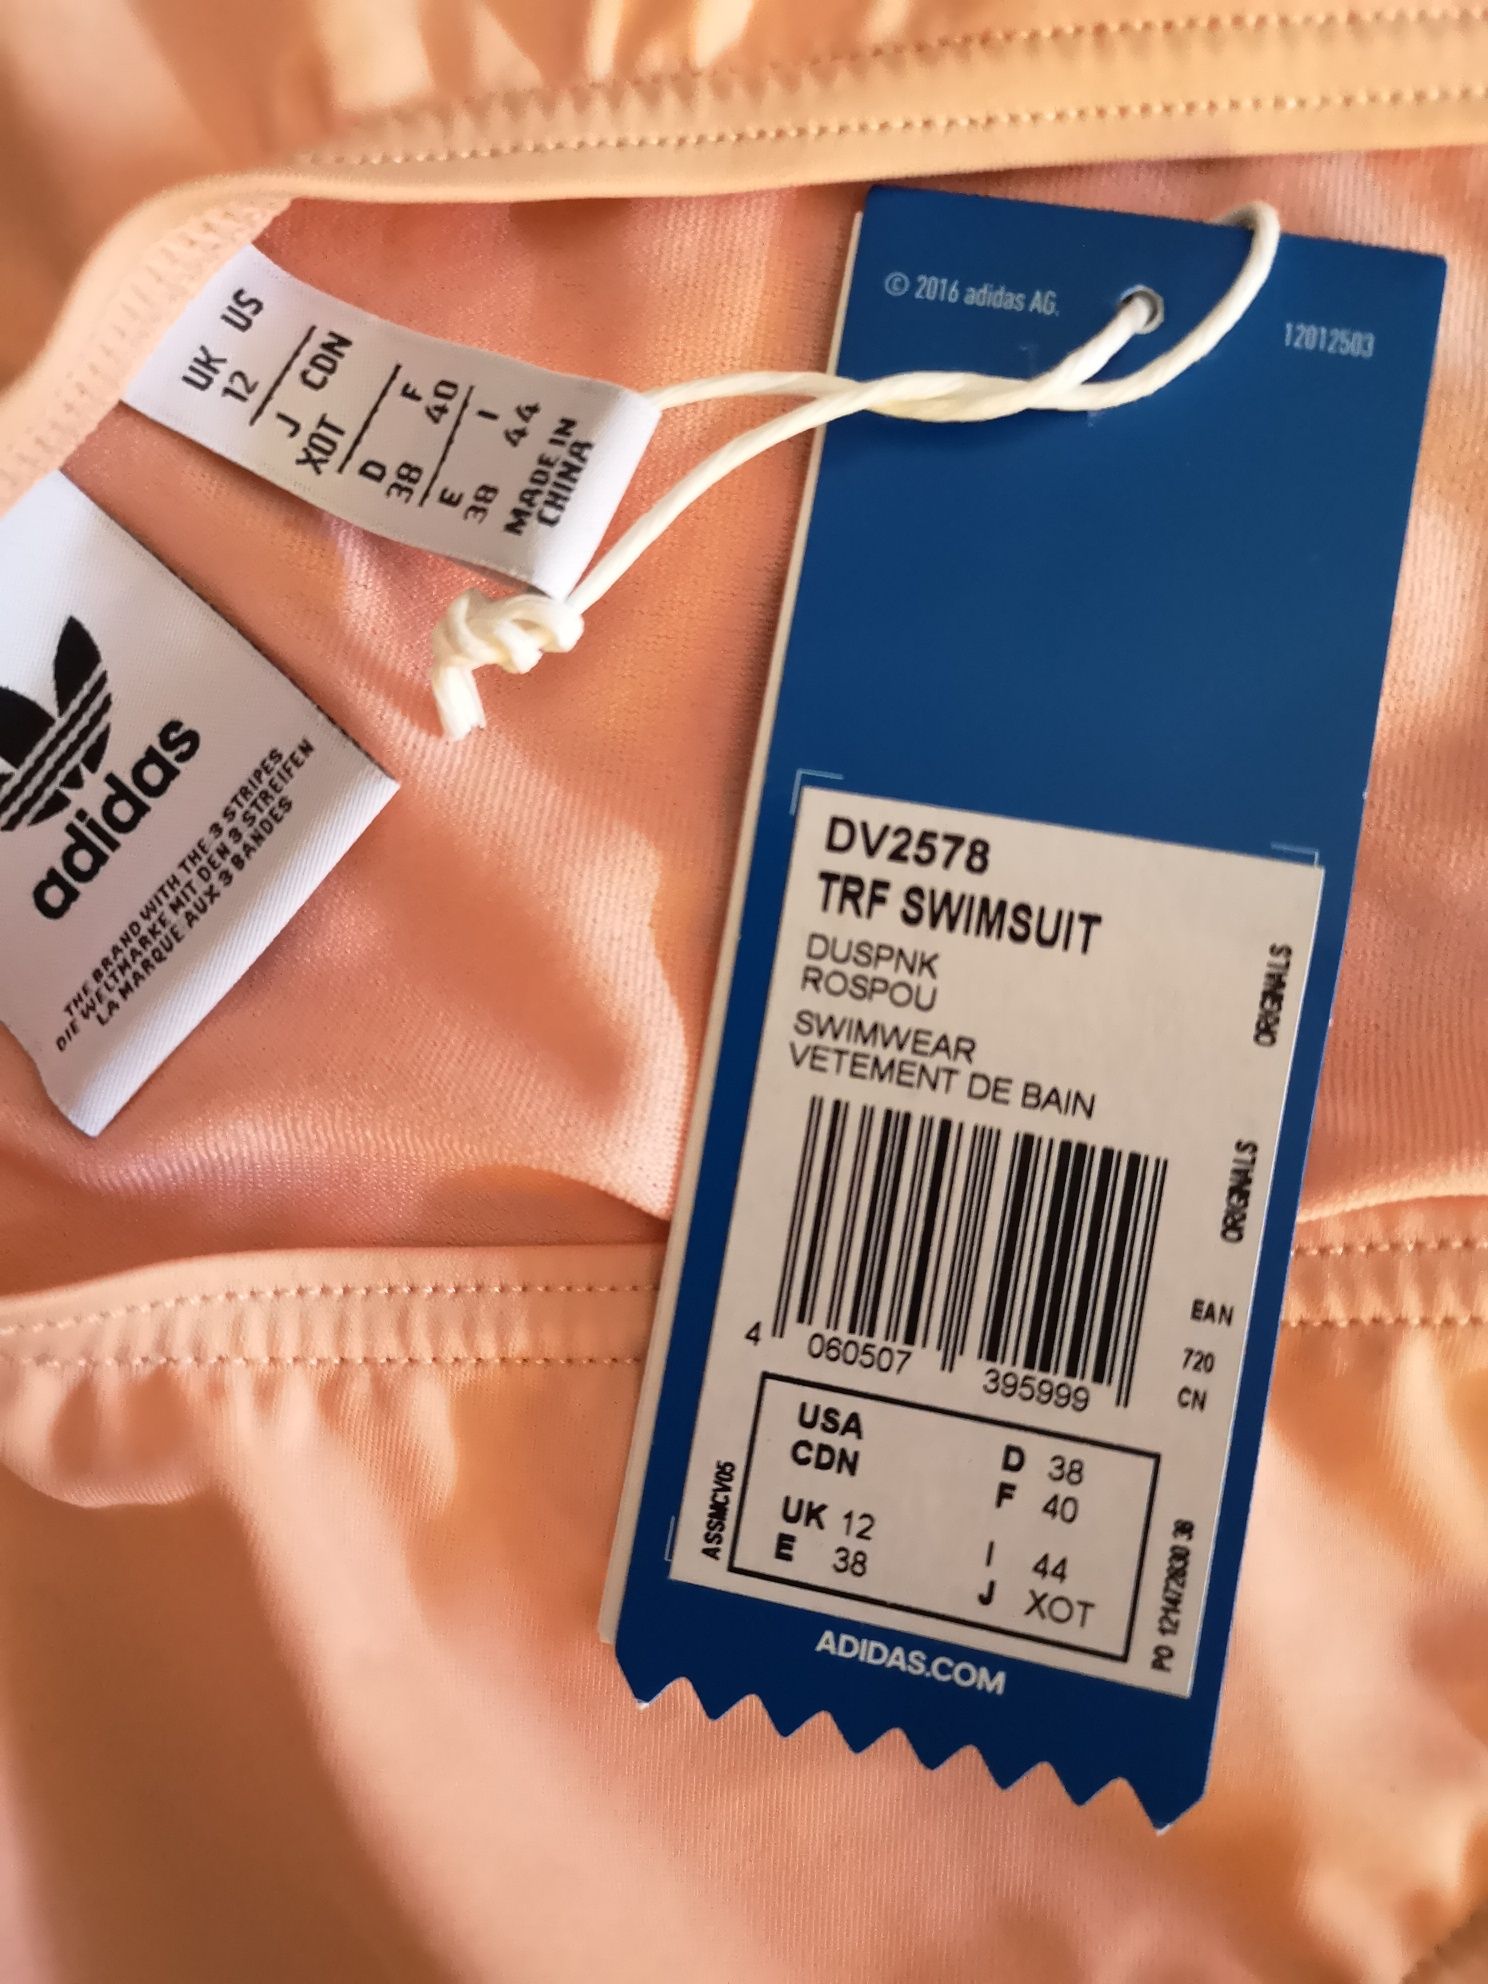 © 2016 adidas AG.
12012503
UK US
12
J CDN
XOT
D F
38 40
E I
38 44
MADE IN
CHINA
adidas
THE BRAND WITH THE 3 STRIPES
DIE WELTMARKE MIT DEN 3 STREIFEN
LA MARQUE AUX 3 BANDES
DV2578
TRF SWIMSUIT
DUSPNK
ROSPOU
SWIMWEAR
VETEMENT DE BAIN
ORIGINALS
ORIGINALS
4 060507 395999
EAN
720
CN
USA
CDN
UK 12
E 38
D 38
F 40
I 44
J XOT
ASSMCV05
PO 121472830 38
ADIDAS.COM